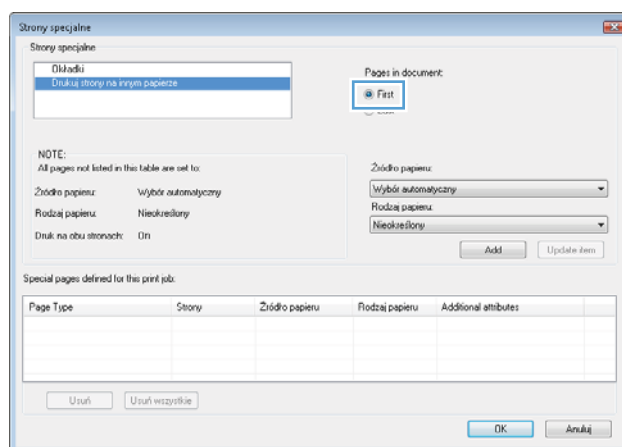 Strony specjalne
Strony specjalne
Okładki
Drukuj strony na innym papierze
Pages in document:
First
NOTE:
All pages not listed in this table are set to:
Źródło papieru: Wybór automatyczny
Rodzaj papieru: Nieokreślony
Druk na obu stronach: On
Źródło papieru:
Wybór automatyczny
Rodzaj papieru:
Nieokreślony
Add Update item
Special pages defined for this print job:
Page Type Strony Źródło papieru Rodzaj papieru Additional attributes
Usuń Usuń wszystkie
OK Anuluj